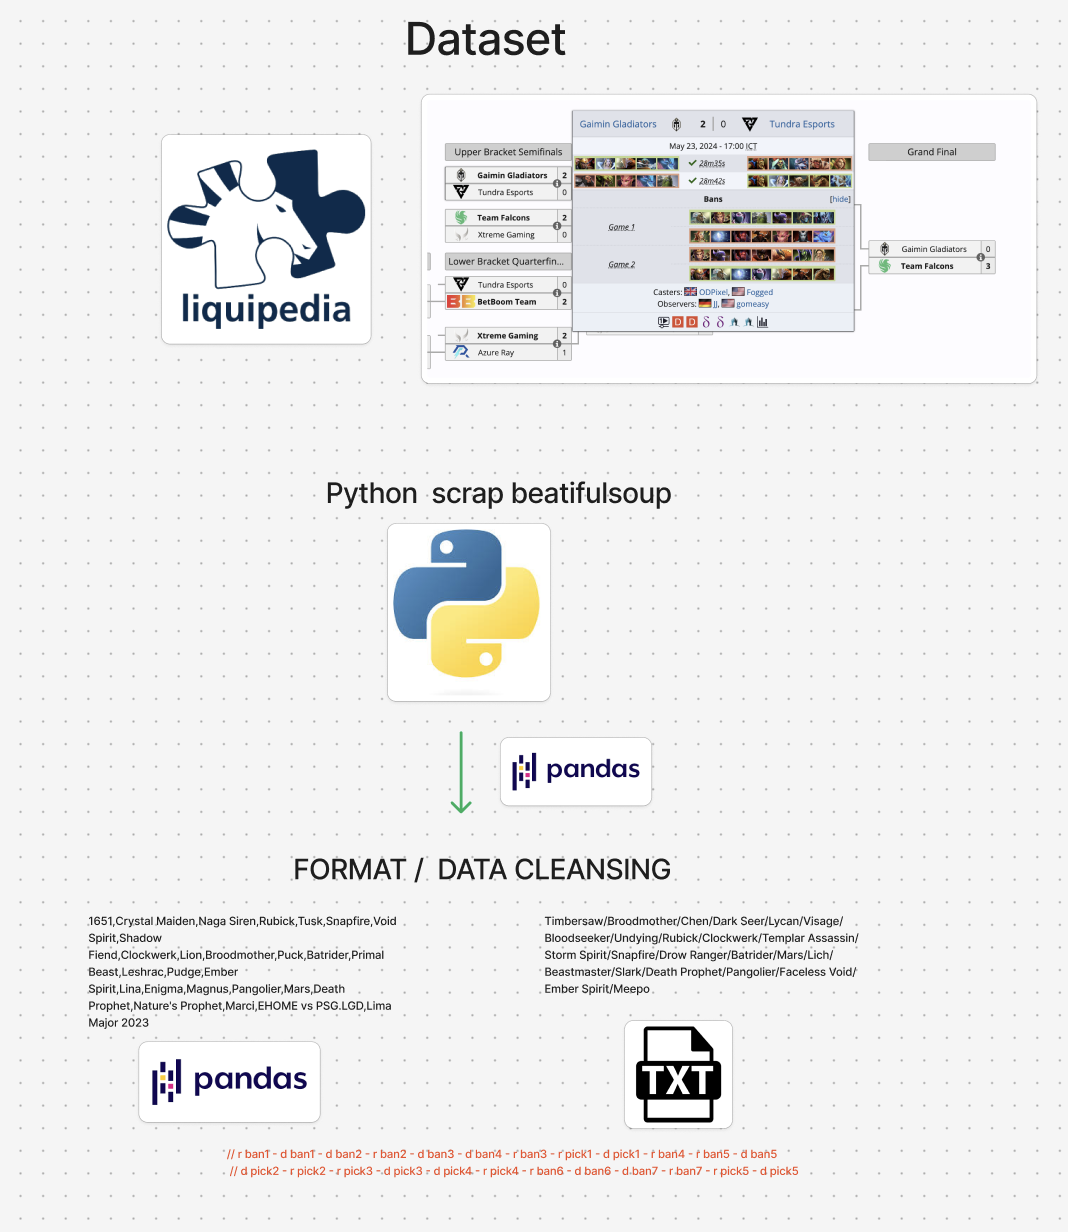 Dataset
liquipedia
Upper Bracket Semifinals
Gaimin Gladiators 2
Tundra Esports 0
Team Falcons 2
Xtreme Gaming 0
Lower Bracket Quarterfin...
Tundra Esports 0
BetBoom Team 2
Xtreme Gaming 2
Azure Ray 1
Gaimin Gladiators 2 0 Tundra Esports
May 23, 2024 - 17:00 ICT
28m35s
28m42s
Bans [hide]
Game 1
Game 2
Casters: ODPixel, Fogged
Observers: JJ, gomeasy
Grand Final
Gaimin Gladiators 0
Team Falcons 3
Python scrap beatifulsoup
pandas
FORMAT / DATA CLEANSING
1651,Crystal Maiden,Naga Siren,Rubick,Tusk,Snapfire,Void
Spirit,Shadow
Fiend,Clockwerk,Lion,Broodmother,Puck,Batrider,Primal
Beast,Leshrac,Pudge,Ember
Spirit,Lina,Enigma,Magnus,Pangolier,Mars,Death
Prophet,Nature's Prophet,Marci,EHOME vs PSG.LGD,Lima
Major 2023
pandas
Timbersaw/Broodmother/Chen/Dark Seer/Lycan/Visage/
Bloodseeker/Undying/Rubick/Clockwerk/Templar Assassin/
Storm Spirit/Snapfire/Drow Ranger/Batrider/Mars/Lich/
Beastmaster/Slark/Death Prophet/Pangolier/Faceless Void/
Ember Spirit/Meepo
TXT
// r ban1 - d ban1 - d ban2 - r ban2 - d ban3 - d ban4 - r ban3 - r pick1 - d pick1 - r ban4 - r ban5 - d ban5
// d pick2 - r pick2 - r pick3 - d pick3 - d pick4 - r pick4 - r ban6 - d ban6 - d ban7 - r ban7 - r pick5 - d pick5